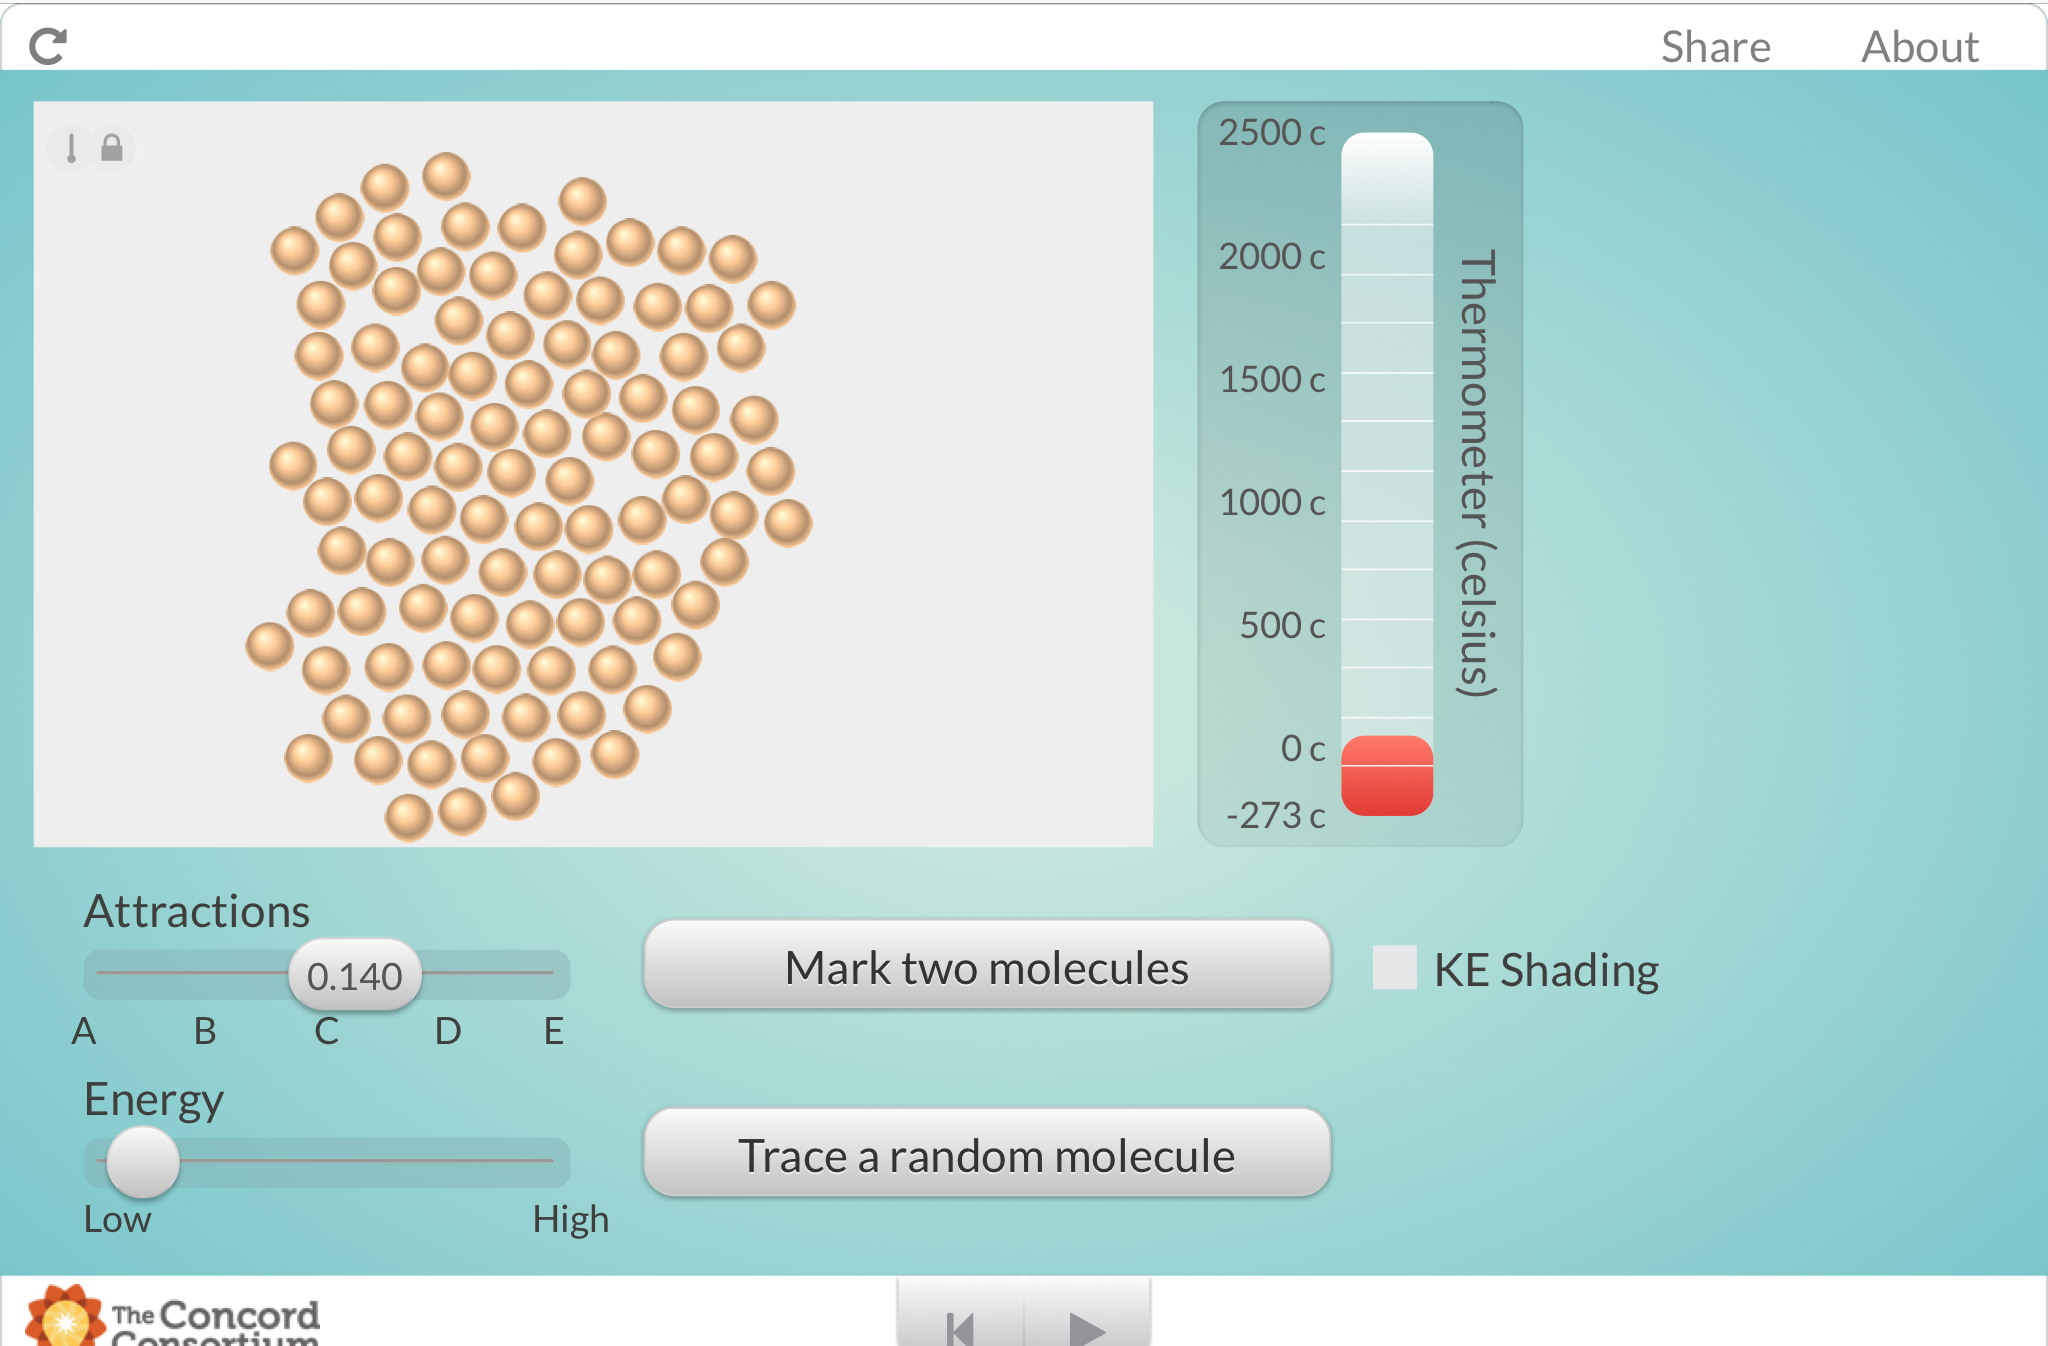 Share About
2500 c
2000 c
1500 c
1000 c
500 c
0 c
-273 c
Thermometer (celsius)
Attractions
0.140
A B C D E
Mark two molecules
KE Shading
Energy
Low High
Trace a random molecule
The Concord
Consortium